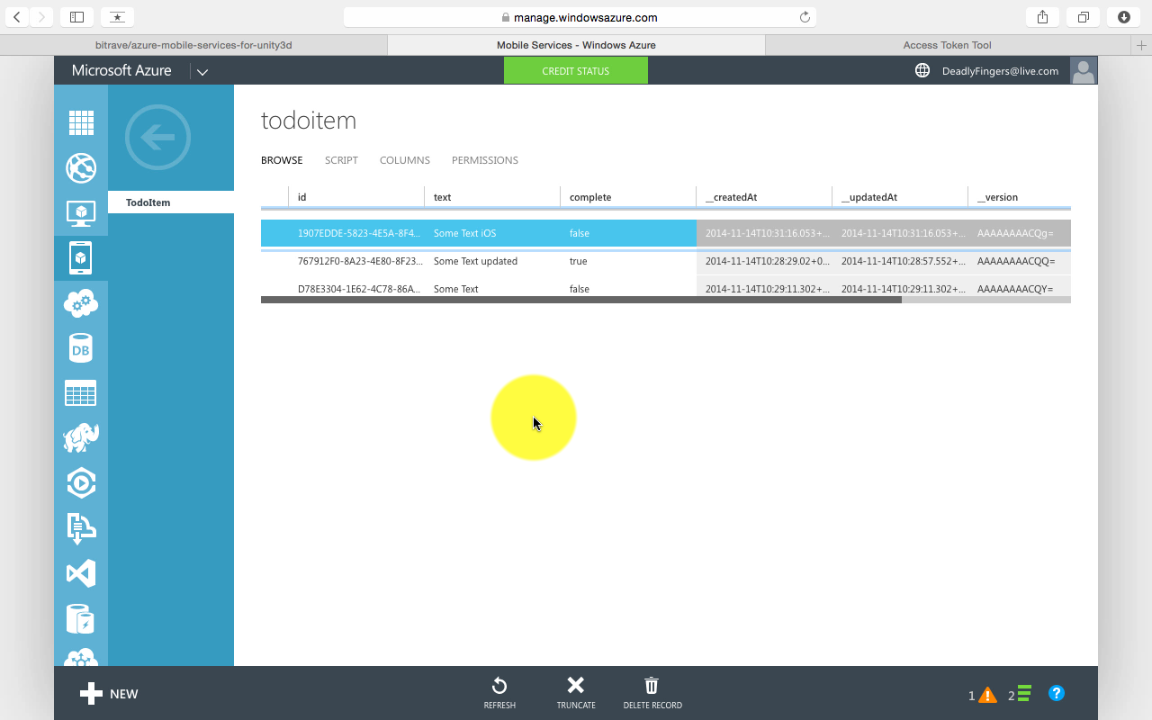 manage.windowsazure.com
bitrave/azure-mobile-services-for-unity3d
Mobile Services - Windows Azure
Access Token Tool
Microsoft Azure
CREDIT STATUS
DeadlyFingers@live.com
TodoItem
todoitem
BROWSE SCRIPT COLUMNS PERMISSIONS
id text complete __createdAt __updatedAt __version
1907EDDE-5823-4E5A-8F4... Some Text iOS false 2014-11-14T10:31:16.053+... 2014-11-14T10:31:16.053+... AAAAAAAACQg=
767912F0-8A23-4E80-8F23... Some Text updated true 2014-11-14T10:28:29.02+0... 2014-11-14T10:28:57.552+... AAAAAAAACQQ=
D78E3304-1E62-4C78-86A... Some Text false 2014-11-14T10:29:11.302+... 2014-11-14T10:29:11.302+... AAAAAAAACQY=
DB
NEW
REFRESH
TRUNCATE
DELETE RECORD
1
2
?